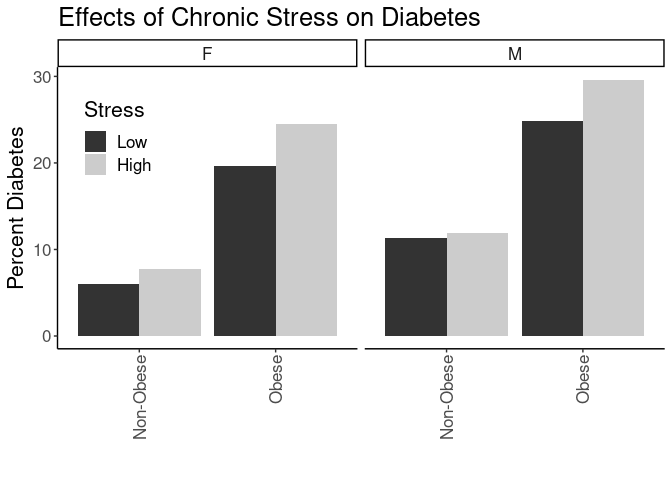 Effects of Chronic Stress on Diabetes
F
M
Percent Diabetes
30
20
10
0
Stress
Low
High
Non-Obese
Obese
Non-Obese
Obese